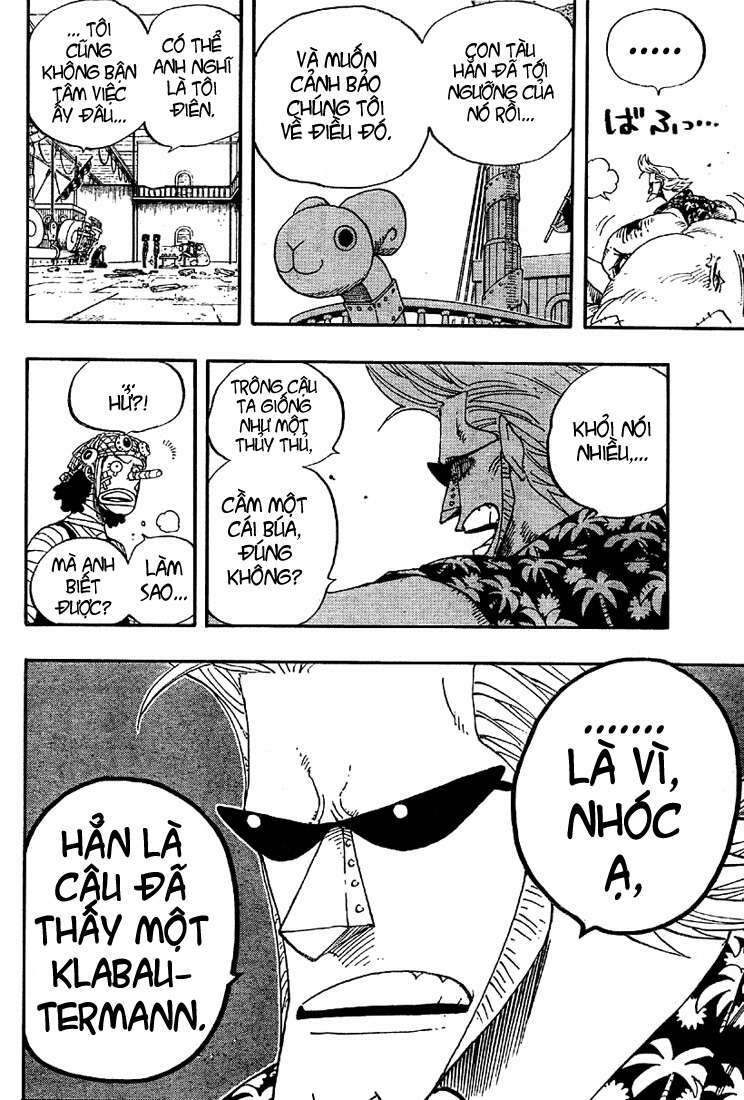 .....
ばふっ...
CON TÀU
HẮN ĐÃ TỚI
NGƯỠNG CỦA
NÓ RỒI...
VÀ MUỐN
CẢNH BẢO
CHÚNG TÔI
VỀ ĐIỀU ĐÓ.
CÓ THỂ
ANH NGHĨ
LÀ TÔI
ĐIÊN.
... TÔI
CŨNG
KHÔNG BẬN
TÂM VIỆC
ẤY ĐÂU...
KHỎI NÓI
NHIỀU,...
TRÔNG CẬU
TA GIỐNG
NHƯ MỘT
THỦY THỦ,
CẦM MỘT
CÁI BÚA,
ĐÚNG
KHÔNG?
HỬ?!
LÀM
SAO...
MÀ ANH
BIẾT
ĐƯỢC?
.......
LÀ VÌ,
NHÓC
Ạ,
HẲN LÀ
CẬU ĐÃ
THẤY MỘT
KLABAU-
TERMANN.